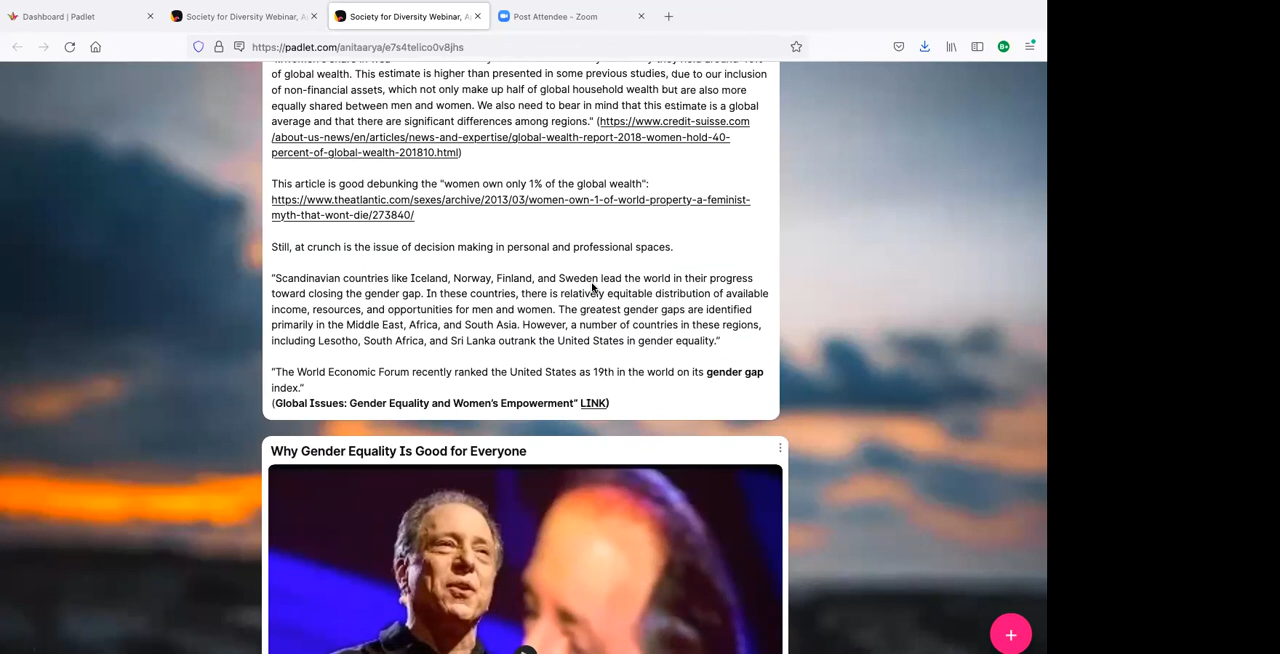 Dashboard | Padlet
Society for Diversity Webinar, A
Society for Diversity Webinar, A
Post Attendee - Zoom
https://padlet.com/anitaarya/e7s4telico0v8jhs
of global wealth. This estimate is higher than presented in some previous studies, due to our inclusion
of non-financial assets, which not only make up half of global household wealth but are also more
equally shared between men and women. We also need to bear in mind that this estimate is a global
average and that there are significant differences among regions." (https://www.credit-suisse.com
/about-us-news/en/articles/news-and-expertise/global-wealth-report-2018-women-hold-40-
percent-of-global-wealth-201810.html)
This article is good debunking the "women own only 1% of the global wealth":
https://www.theatlantic.com/sexes/archive/2013/03/women-own-1-of-world-property-a-feminist-
myth-that-wont-die/273840/
Still, at crunch is the issue of decision making in personal and professional spaces.
“Scandinavian countries like Iceland, Norway, Finland, and Sweden lead the world in their progress
toward closing the gender gap. In these countries, there is relatively equitable distribution of available
income, resources, and opportunities for men and women. The greatest gender gaps are identified
primarily in the Middle East, Africa, and South Asia. However, a number of countries in these regions,
including Lesotho, South Africa, and Sri Lanka outrank the United States in gender equality.”
“The World Economic Forum recently ranked the United States as 19th in the world on its gender gap
index.”
(Global Issues: Gender Equality and Women’s Empowerment” LINK)
Why Gender Equality Is Good for Everyone